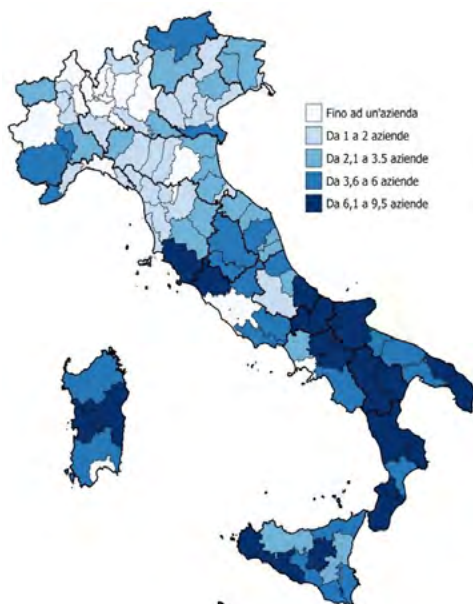 Fino ad un'azienda
Da 1 a 2 aziende
Da 2,1 a 3.5 aziende
Da 3,6 a 6 aziende
Da 6,1 a 9,5 aziende